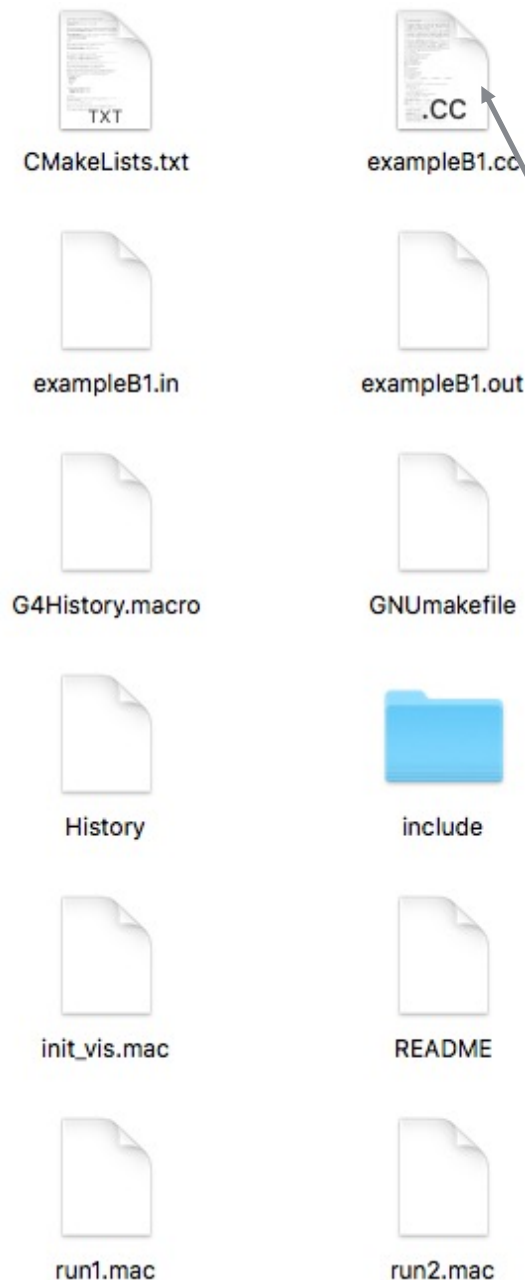 TXT
.CC
CMakeLists.txt
exampleB1.cc
exampleB1.in
exampleB1.out
G4History.macro
GNUmakefile
History
include
init_vis.mac
README
run1.mac
run2.mac